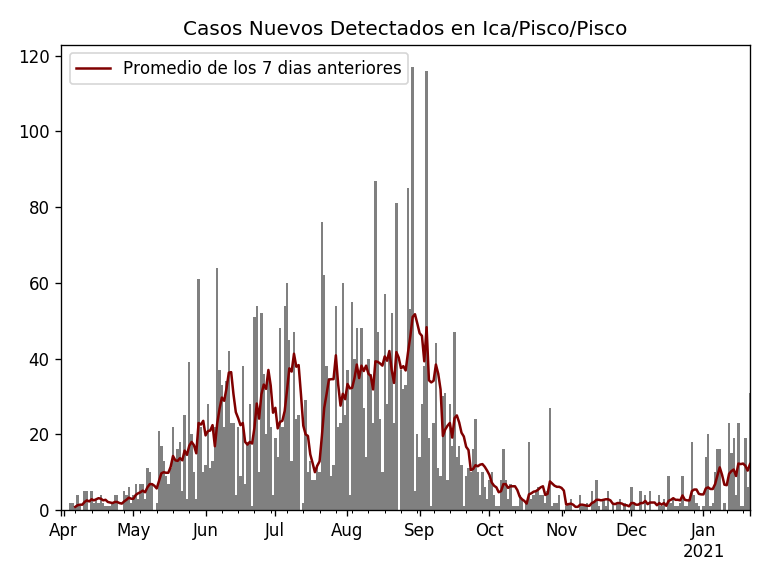 Casos Nuevos Detectados en Ica/Pisco/Pisco
Promedio de los 7 dias anteriores
120
100
80
60
40
20
0
Apr May Jun Jul Aug Sep Oct Nov Dec Jan
2021